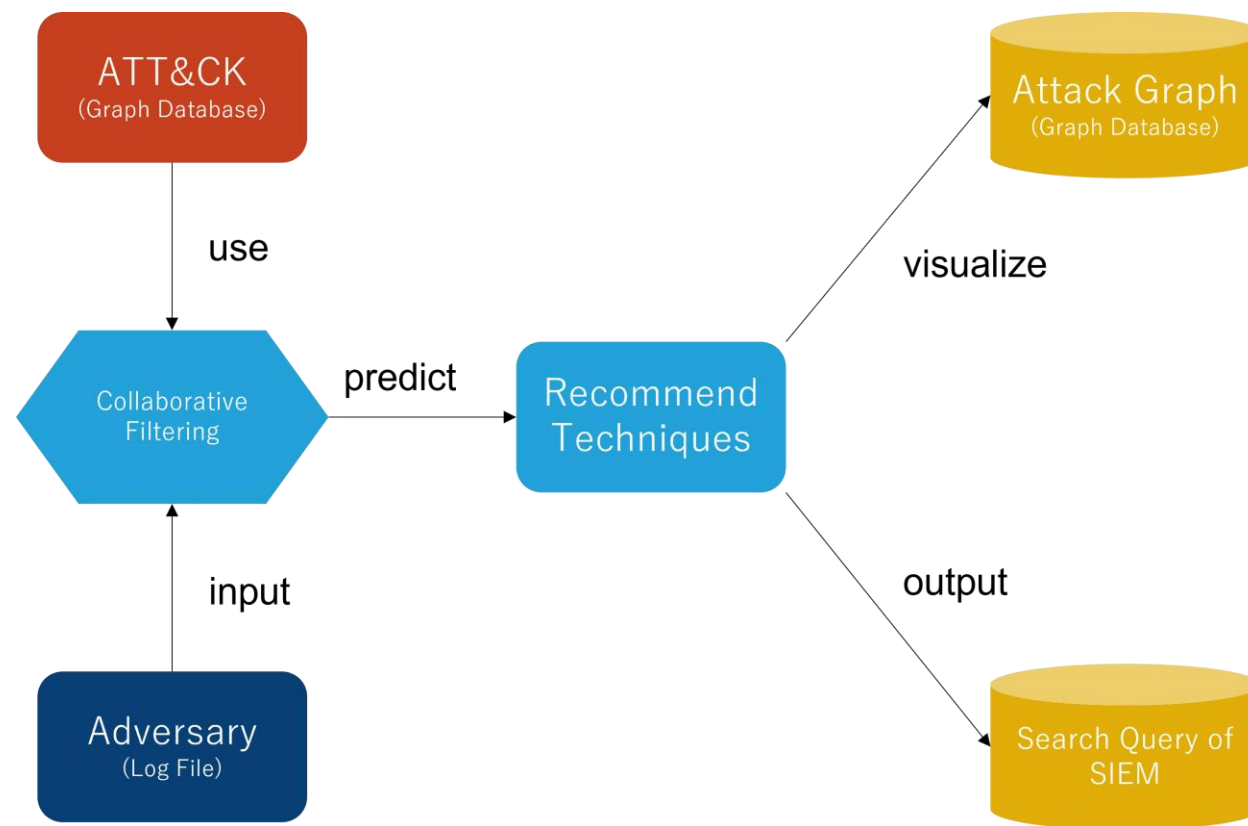 ATT&CK
(Graph Database)
use
Collaborative
Filtering
input
Adversary
(Log File)
predict
Recommend
Techniques
visualize
output
Attack Graph
(Graph Database)
Search Query of
SIEM